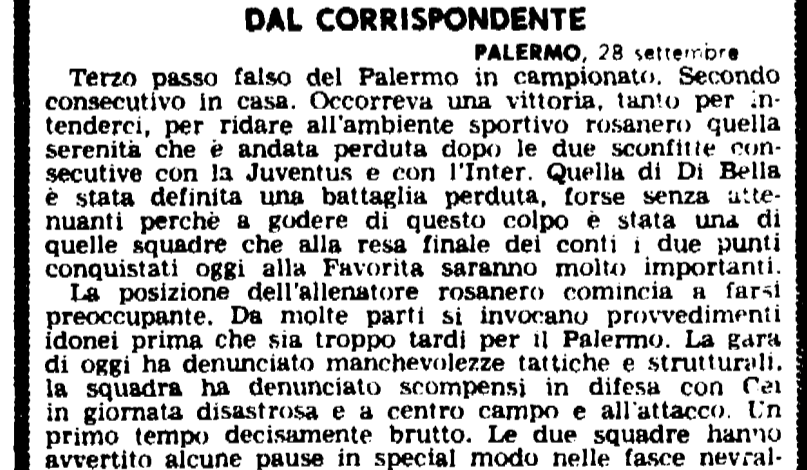 DAL CORRISPONDENTE
PALERMO, 28 settembre
Terzo passo falso del Palermo in campionato. Secondo
consecutivo in casa. Occorreva una vittoria, tanto per in-
tenderci, per ridare all'ambiente sportivo rosanero quella
serenità che è andata perduta dopo le due sconfitte con-
secutive con la Juventus e con l'Inter. Quella di Di Bella
è stata definita una battaglia perduta, forse senza atte-
nuanti perchè a godere di questo colpo è stata una di
quelle squadre che alla resa finale dei conti i due punti
conquistati oggi alla Favorita saranno molto importanti.
La posizione dell'allenatore rosanero comincia a farsi
preoccupante. Da molte parti si invocano provvedimenti
idonei prima che sia troppo tardi per il Palermo. La gara
di oggi ha denunciato manchevolezze tattiche e strutturali.
la squadra ha denunciato scompensi in difesa con
in giornata disastrosa e a centro campo e all'attacco. Un
primo tempo decisamente brutto. Le due squadre hanno
avvertito alcune pause in special modo nelle fasce nevral-